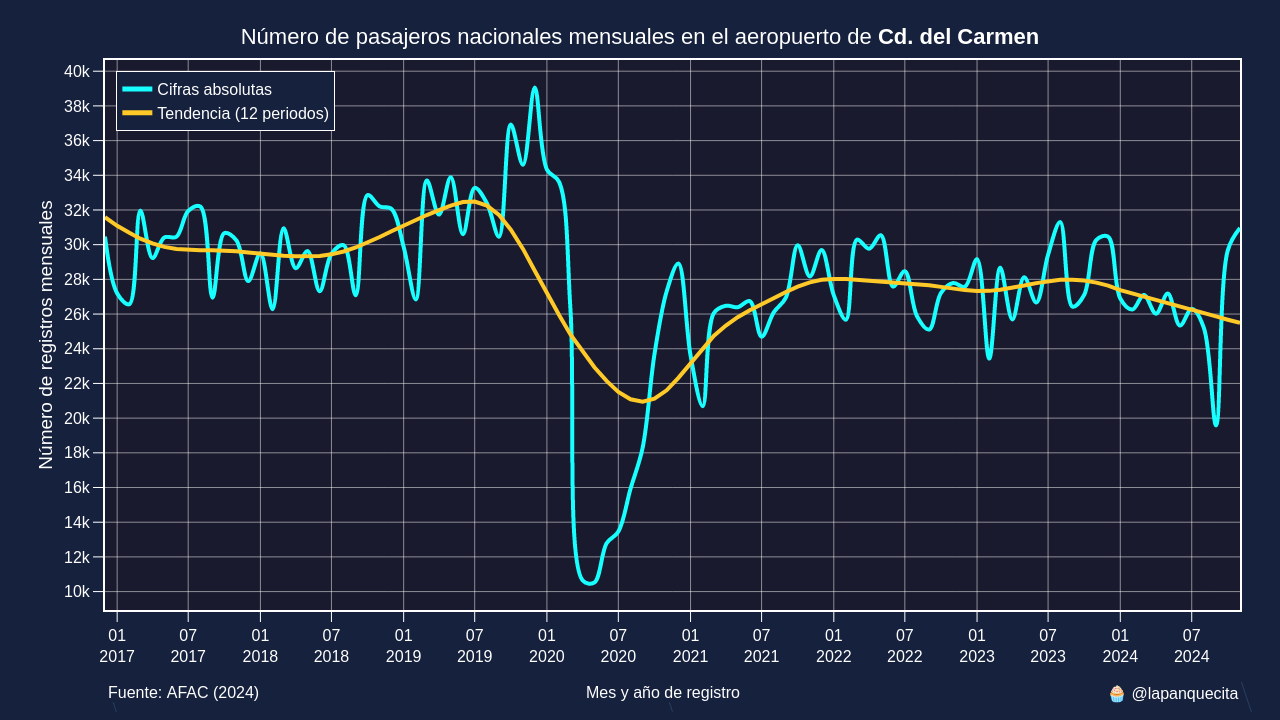 Número de pasajeros nacionales mensuales en el aeropuerto de Cd. del Carmen
Cifras absolutas
Tendencia (12 periodos)
Número de registros mensuales
40k
38k
36k
34k
32k
30k
28k
26k
24k
22k
20k
18k
16k
14k
12k
10k
01 07 01 07 01 07 01 07 01 07 01 07 01 07 01 07
2017 2017 2018 2018 2019 2019 2020 2020 2021 2021 2022 2022 2023 2023 2024 2024
Fuente: AFAC (2024)
Mes y año de registro
🧁 @lapanquecita